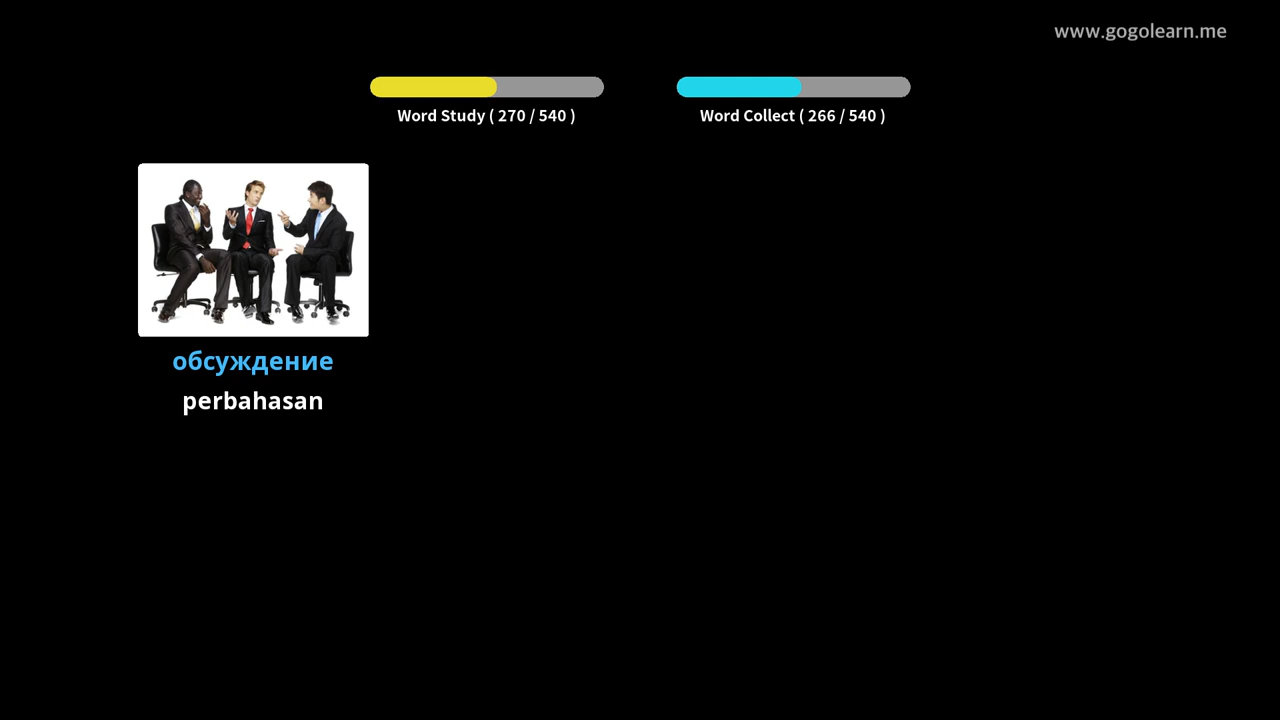 www.gogolearn.me
Word Study ( 270 / 540 )
Word Collect ( 266 / 540 )
обсуждение
perbahasan